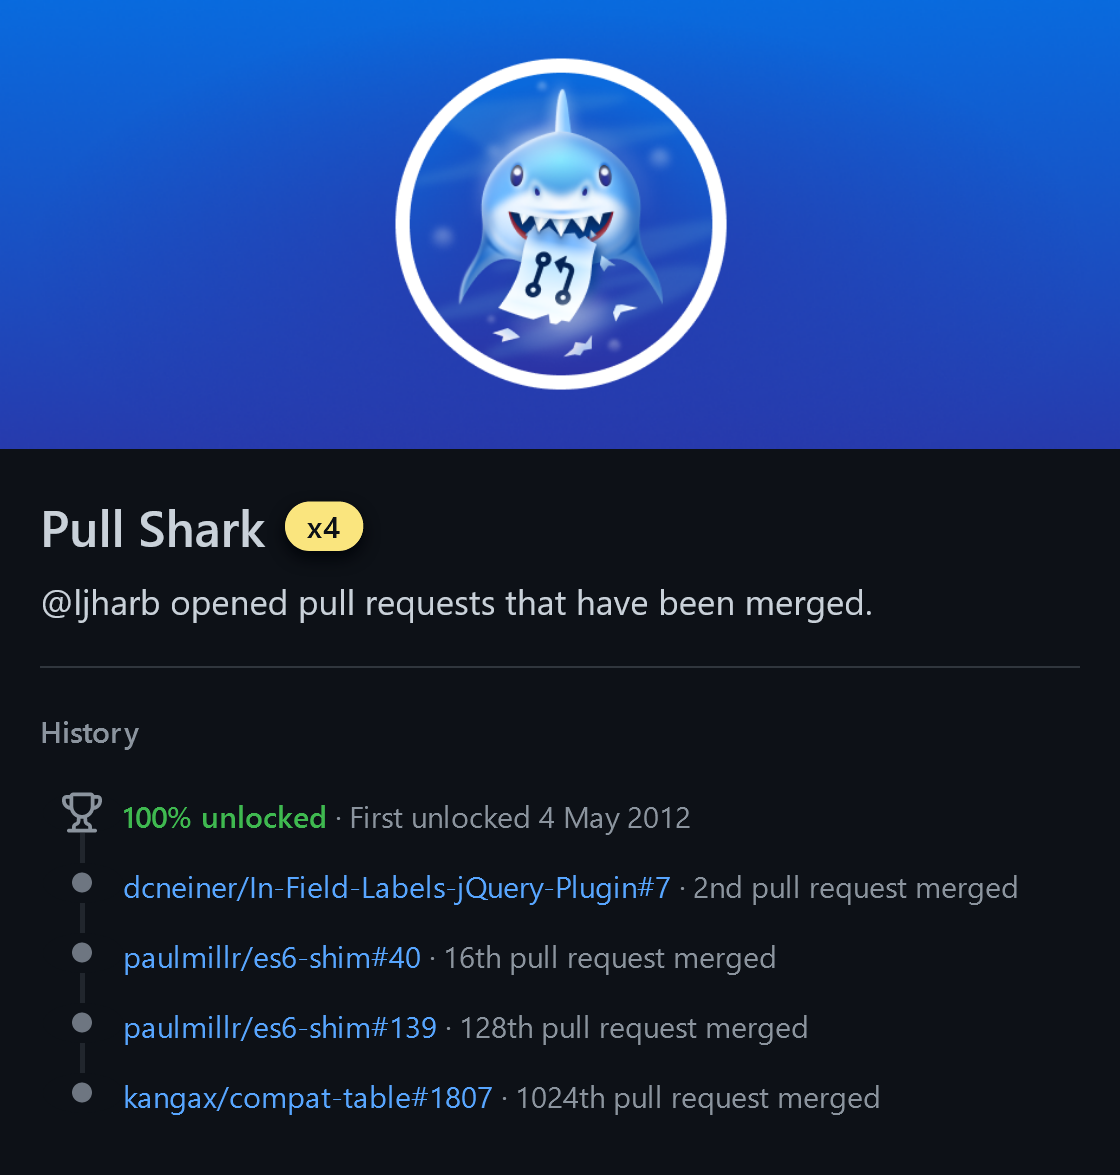 Pull Shark x4
@ljharb opened pull requests that have been merged.
History
100% unlocked · First unlocked 4 May 2012
dcneiner/In-Field-Labels-jQuery-Plugin#7 · 2nd pull request merged
paulmillr/es6-shim#40 · 16th pull request merged
paulmillr/es6-shim#139 · 128th pull request merged
kangax/compat-table#1807 · 1024th pull request merged